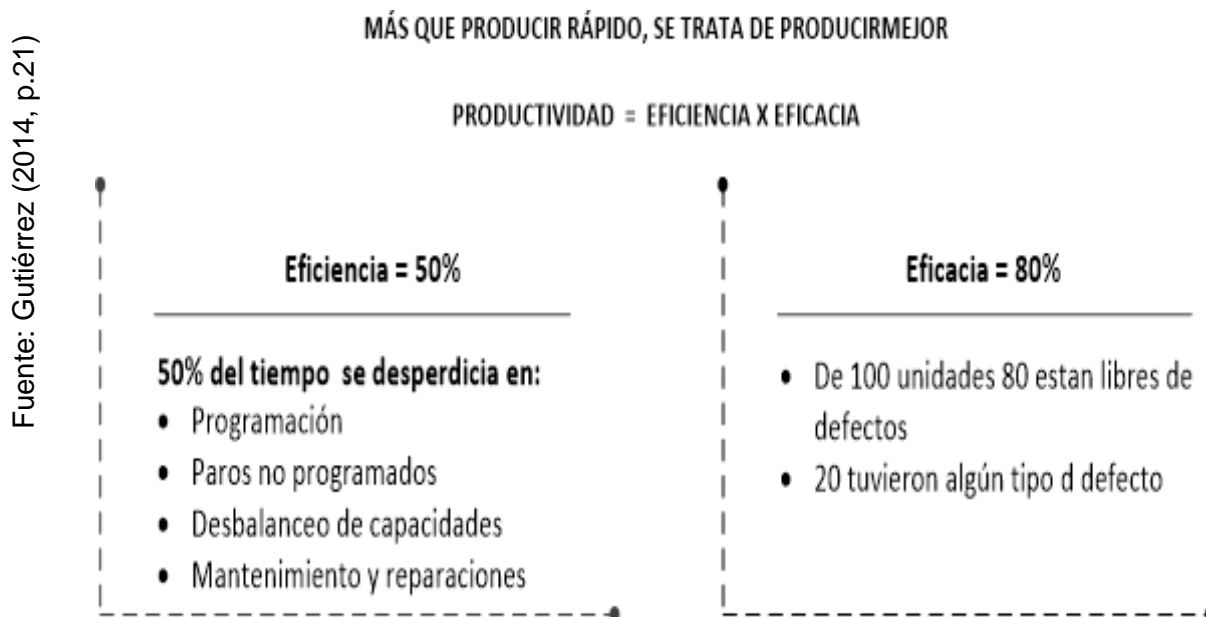 MÁS QUE PRODUCIR RÁPIDO, SE TRATA DE PRODUCIRMEJOR
PRODUCTIVIDAD = EFICIENCIA X EFICACIA
Fuente: Gutiérrez (2014, p.21)
Eficiencia = 50%
50% del tiempo se desperdicia en:
• Programación
• Paros no programados
• Desbalanceo de capacidades
• Mantenimiento y reparaciones
Eficacia = 80%
• De 100 unidades 80 estan libres de
defectos
• 20 tuvieron algún tipo d defecto